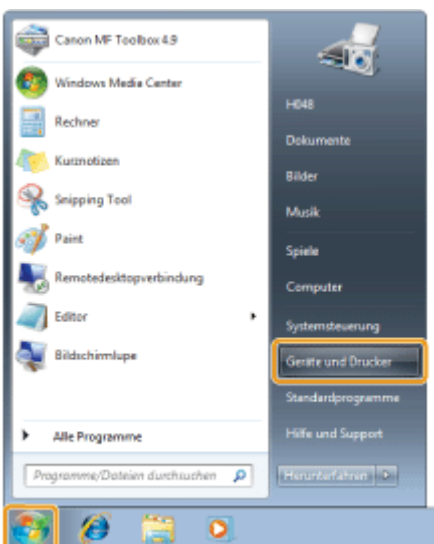 Canon MF Toolbox 4.9
Windows Media Center
Rechner
Kurznotizen
Snipping Tool
Paint
Remotedesktopverbindung
Editor
Bildschirmlupe
Alle Programme
Programme/Dateien durchsuchen
H048
Dokumente
Bilder
Musik
Spiele
Computer
Systemsteuerung
Geräte und Drucker
Standardprogramme
Hilfe und Support
Herunterfahren